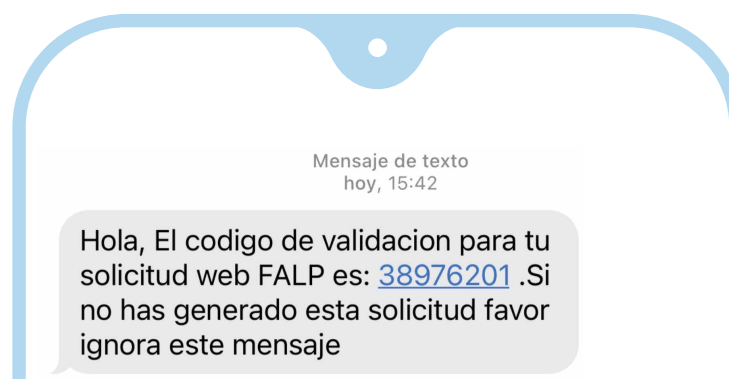 Mensaje de texto
hoy, 15:42
Hola, El codigo de validacion para tu
solicitud web FALP es: 38976201 .Si
no has generado esta solicitud favor
ignora este mensaje